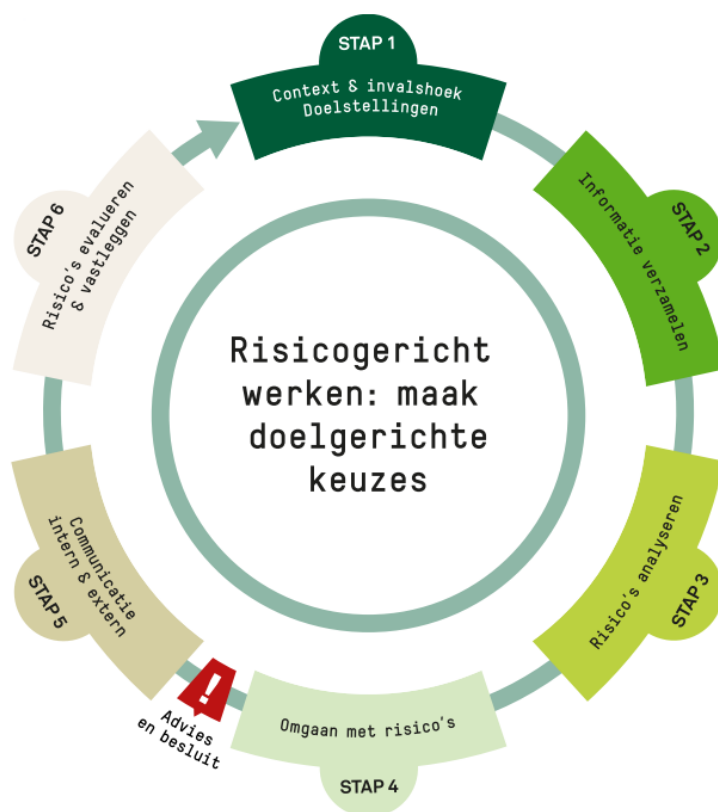 STAP 1
Context & invalshoek
Doelstellingen
STAP 2
Informatie verzamelen
STAP 3
Risico's analyseren
STAP 4
Omgaan met risico's
!
Advies
en besluit
STAP 5
Communicatie
intern & extern
STAP 6
Risico's evalueren
& vastleggen
Risicogericht
werken: maak
doelgerichte
keuzes